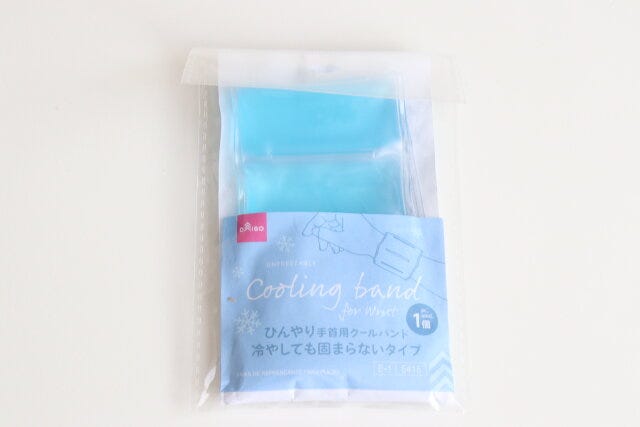 DAISO
UNFREEZABLY
Cooling band
for Wrist
1個
ひんやり手首用クールバンド
冷やしても固まらないタイプ